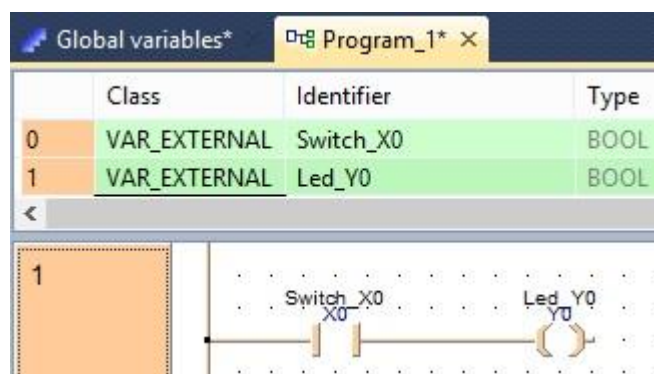 Global variables* Program_1* ×
Class Identifier Type
0 VAR_EXTERNAL Switch_X0 BOOL
1 VAR_EXTERNAL Led_Y0 BOOL
1
Switch_X0 Led_Y0
X0 Y0